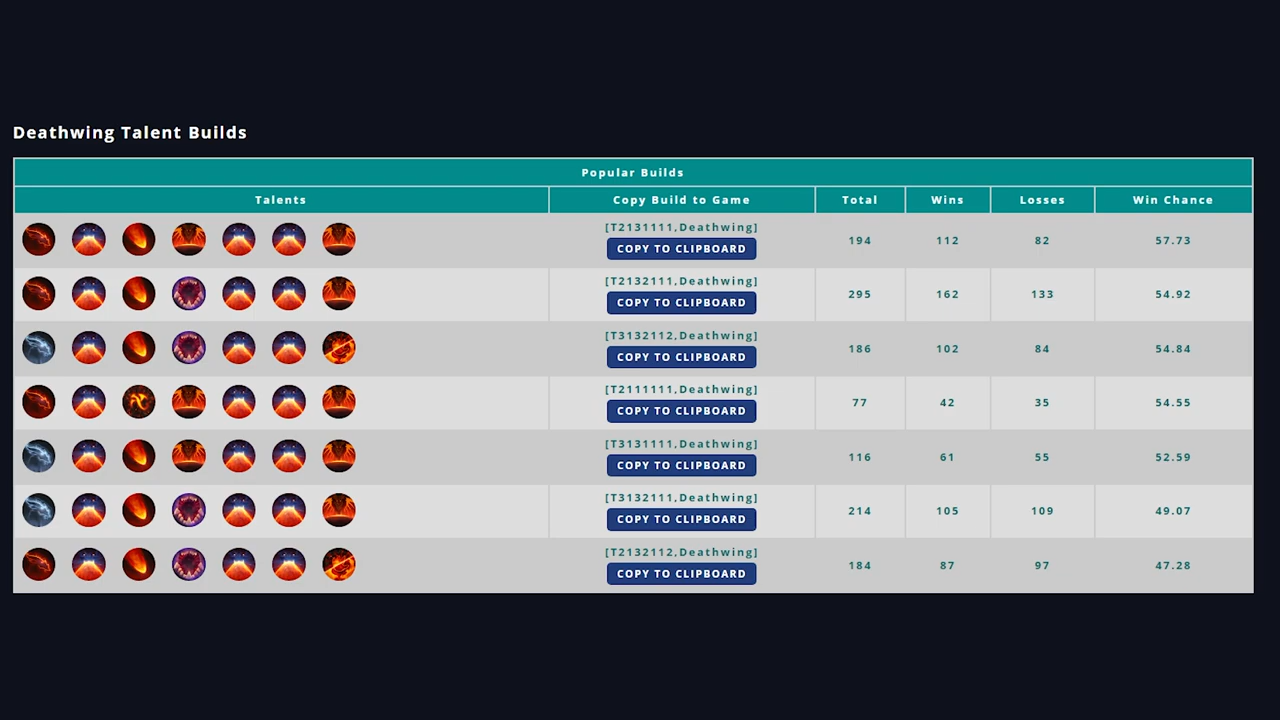 Deathwing Talent Builds
Popular Builds
Talents Copy Build to Game Total Wins Losses Win Chance
[T2131111,Deathwing]
COPY TO CLIPBOARD
194 112 82 57.73
[T2132111,Deathwing]
COPY TO CLIPBOARD
295 162 133 54.92
[T3132112,Deathwing]
COPY TO CLIPBOARD
186 102 84 54.84
[T2111111,Deathwing]
COPY TO CLIPBOARD
77 42 35 54.55
[T3131111,Deathwing]
COPY TO CLIPBOARD
116 61 55 52.59
[T3132111,Deathwing]
COPY TO CLIPBOARD
214 105 109 49.07
[T2132112,Deathwing]
COPY TO CLIPBOARD
184 87 97 47.28